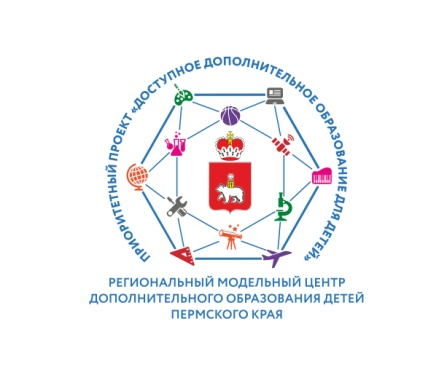 ПРИОРИТЕТНЫЙ ПРОЕКТ «ДОСТУПНОЕ ДОПОЛНИТЕЛЬНОЕ ОБРАЗОВАНИЕ ДЛЯ ДЕТЕЙ»
РЕГИОНАЛЬНЫЙ МОДЕЛЬНЫЙ ЦЕНТР
ДОПОЛНИТЕЛЬНОГО ОБРАЗОВАНИЯ ДЕТЕЙ
ПЕРМСКОГО КРАЯ